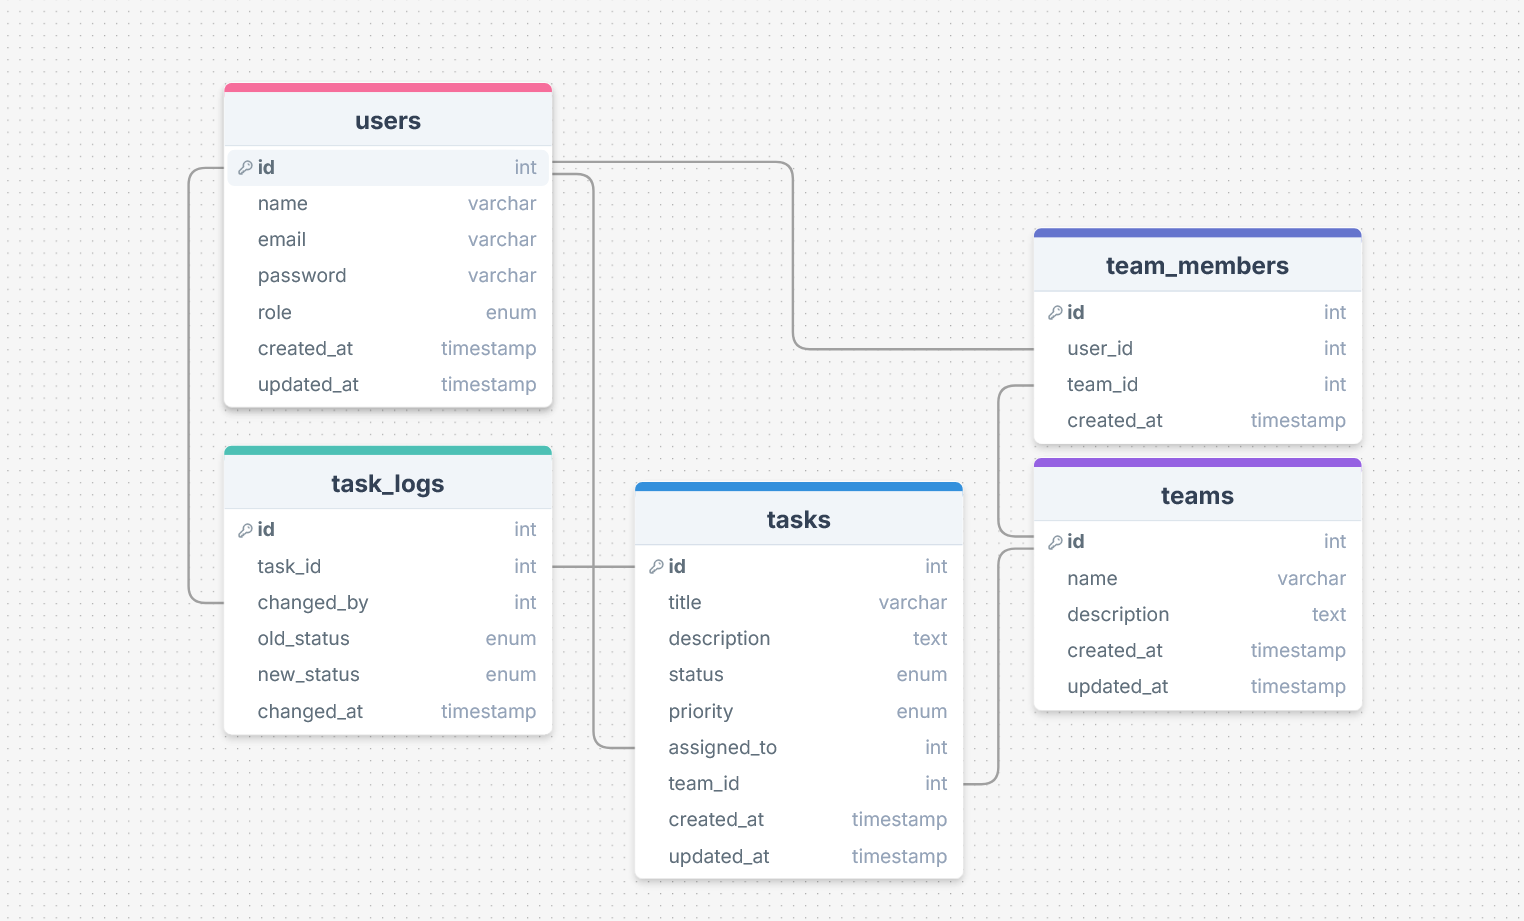 users
id int
name varchar
email varchar
password varchar
role enum
created_at timestamp
updated_at timestamp
task_logs
id int
task_id int
changed_by int
old_status enum
new_status enum
changed_at timestamp
tasks
id int
title varchar
description text
status enum
priority enum
assigned_to int
team_id int
created_at timestamp
updated_at timestamp
team_members
id int
user_id int
team_id int
created_at timestamp
teams
id int
name varchar
description text
created_at timestamp
updated_at timestamp